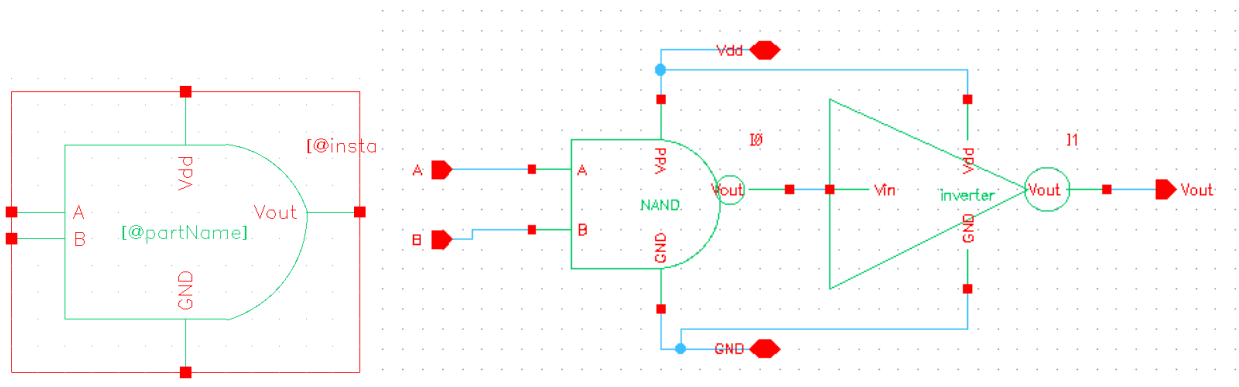 [@insta
Vdd
A
B
Vout
[@partName]
GND
Vdd
I0
I1
A
A
Vdd
Vout
NAND
Vin
Vdd
inverter
Vout
Vout
B
B
GND
GND
GND